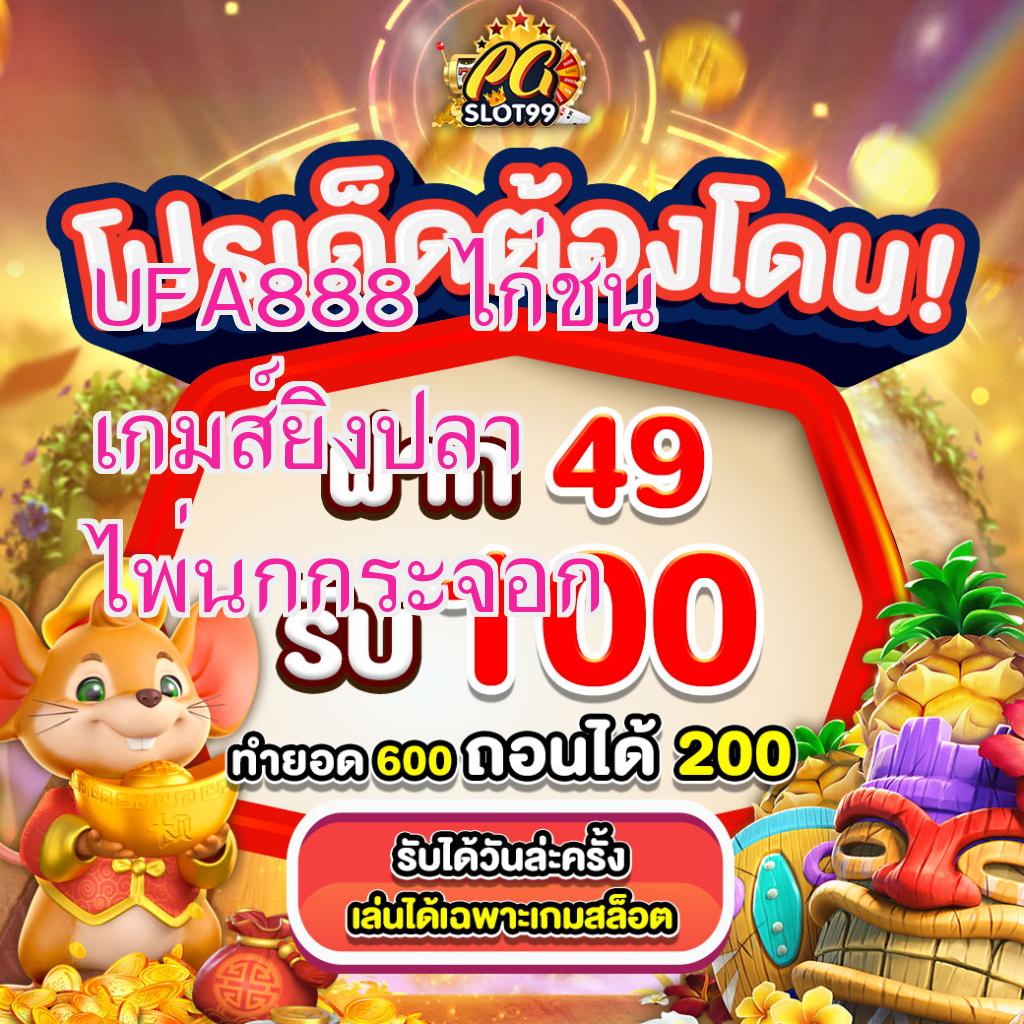 PG
SLOT99
โปรเด็ดต้องโดน!
UFA888 ไก่ชน
เกมส์ยิงปลา
ฝาก 49
ไพ่นกกระจอก
รับ 100
ทำยอด 600 ถอนได้ 200
รับได้วันล่ะครั้ง
เล่นได้เฉพาะเกมสล็อต